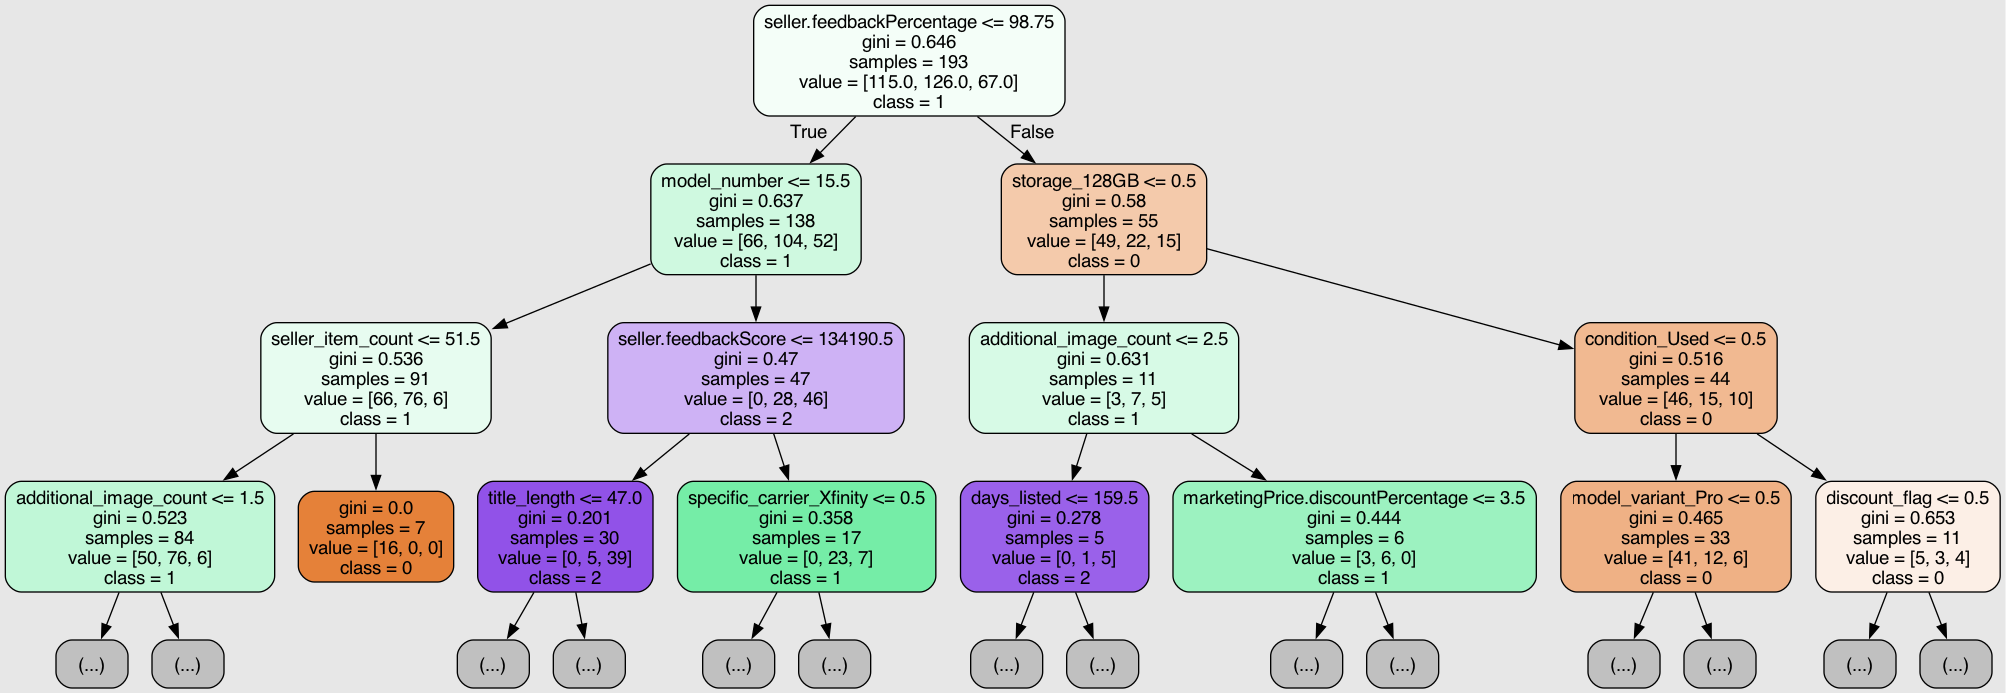 seller.feedbackPercentage <= 98.75
gini = 0.646
samples = 193
value = [115.0, 126.0, 67.0]
class = 1
True
False
model_number <= 15.5
gini = 0.637
samples = 138
value = [66, 104, 52]
class = 1
storage_128GB <= 0.5
gini = 0.58
samples = 55
value = [49, 22, 15]
class = 0
seller_item_count <= 51.5
gini = 0.536
samples = 91
value = [66, 76, 6]
class = 1
seller.feedbackScore <= 134190.5
gini = 0.47
samples = 47
value = [0, 28, 46]
class = 2
additional_image_count <= 2.5
gini = 0.631
samples = 11
value = [3, 7, 5]
class = 1
condition_Used <= 0.5
gini = 0.516
samples = 44
value = [46, 15, 10]
class = 0
additional_image_count <= 1.5
gini = 0.523
samples = 84
value = [50, 76, 6]
class = 1
gini = 0.0
samples = 7
value = [16, 0, 0]
class = 0
title_length <= 47.0
gini = 0.201
samples = 30
value = [0, 5, 39]
class = 2
specific_carrier_Xfinity <= 0.5
gini = 0.358
samples = 17
value = [0, 23, 7]
class = 1
days_listed <= 159.5
gini = 0.278
samples = 5
value = [0, 1, 5]
class = 2
marketingPrice.discountPercentage <= 3.5
gini = 0.444
samples = 6
value = [3, 6, 0]
class = 1
model_variant_Pro <= 0.5
gini = 0.465
samples = 33
value = [41, 12, 6]
class = 0
discount_flag <= 0.5
gini = 0.653
samples = 11
value = [5, 3, 4]
class = 0
(...)
(...)
(...)
(...)
(...)
(...)
(...)
(...)
(...)
(...)
(...)
(...)
(...)
(...)